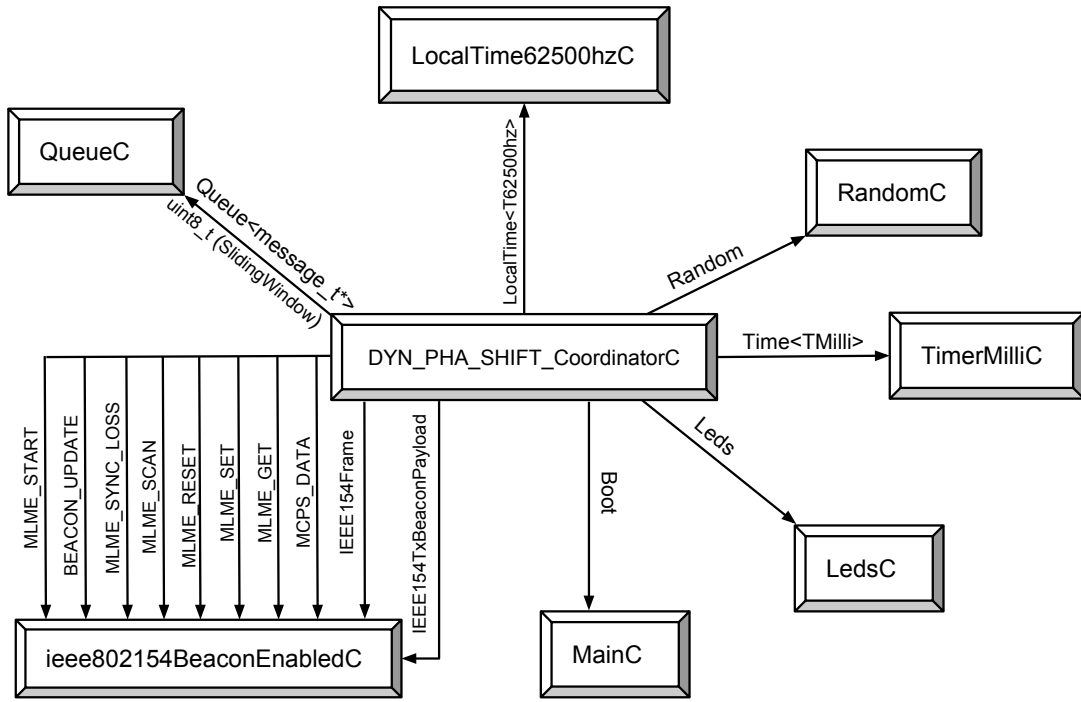 LocalTime62500hzC
QueueC
RandomC
LocalTime<T62500hz>
Queue<message_t*>
uint8_t (SlidingWindow)
Random
DYN_PHA_SHIFT_CoordinatorC
Time<TMilli>
TimerMilliC
MLME_START
BEACON_UPDATE
MLME_SYNC_LOSS
MLME_SCAN
MLME_RESET
MLME_SET
MLME_GET
MCPS_DATA
IEEE154Frame
IEEE154TxBeaconPayload
Boot
Leds
LedsC
ieee802154BeaconEnabledC
MainC